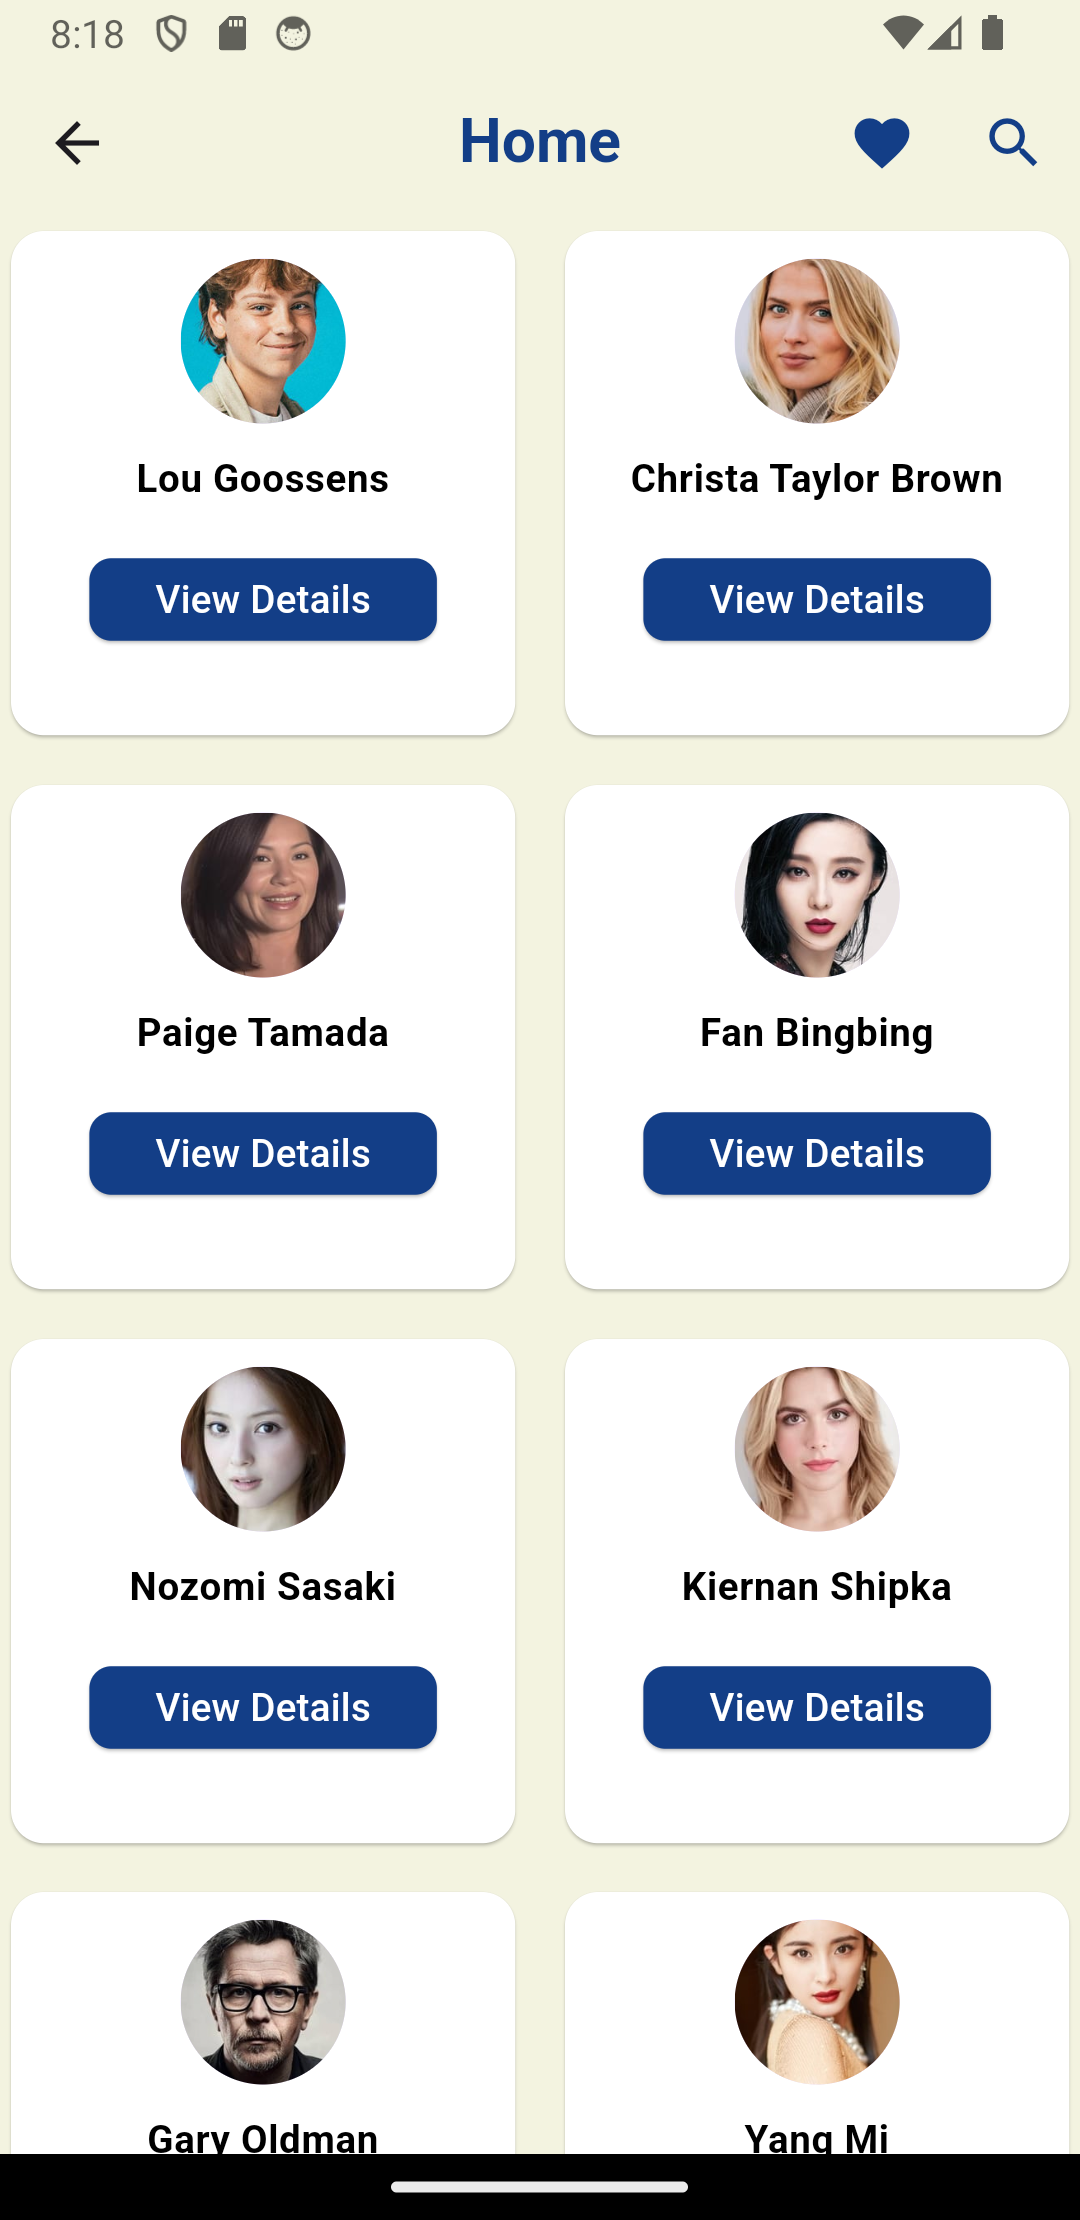 8:18
Home
Lou Goossens
Christa Taylor Brown
View Details
View Details
Paige Tamada
Fan Bingbing
View Details
View Details
Nozomi Sasaki
Kiernan Shipka
View Details
View Details
Gary Oldman
Yang Mi